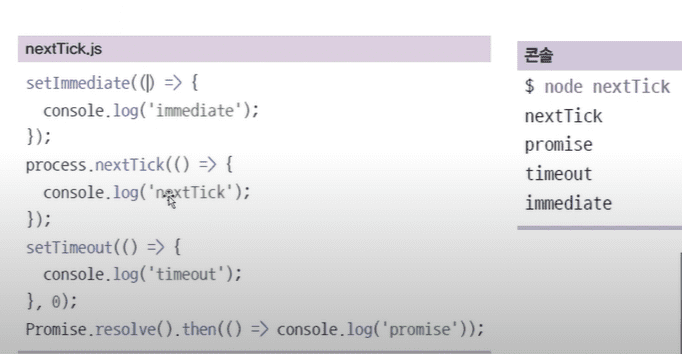 nextTick.js
setImmediate(() => {
  console.log('immediate');
});
process.nextTick(() => {
  console.log('nextTick');
});
setTimeout(() => {
  console.log('timeout');
}, 0);
Promise.resolve().then(() => console.log('promise'));
콘솔
$ node nextTick
nextTick
promise
timeout
immediate